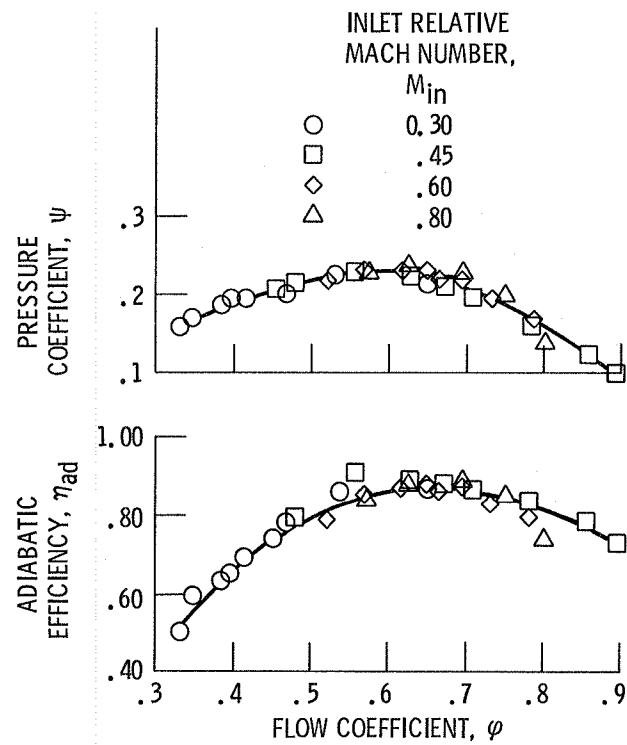 INLET RELATIVE
MACH NUMBER,
M_in
0.30
.45
.60
.80
PRESSURE
COEFFICIENT, ψ
.3
.2
.1
ADIABATIC
EFFICIENCY, η_ad
1.00
.80
.60
.40
.3 .4 .5 .6 .7 .8 .9
FLOW COEFFICIENT, φ